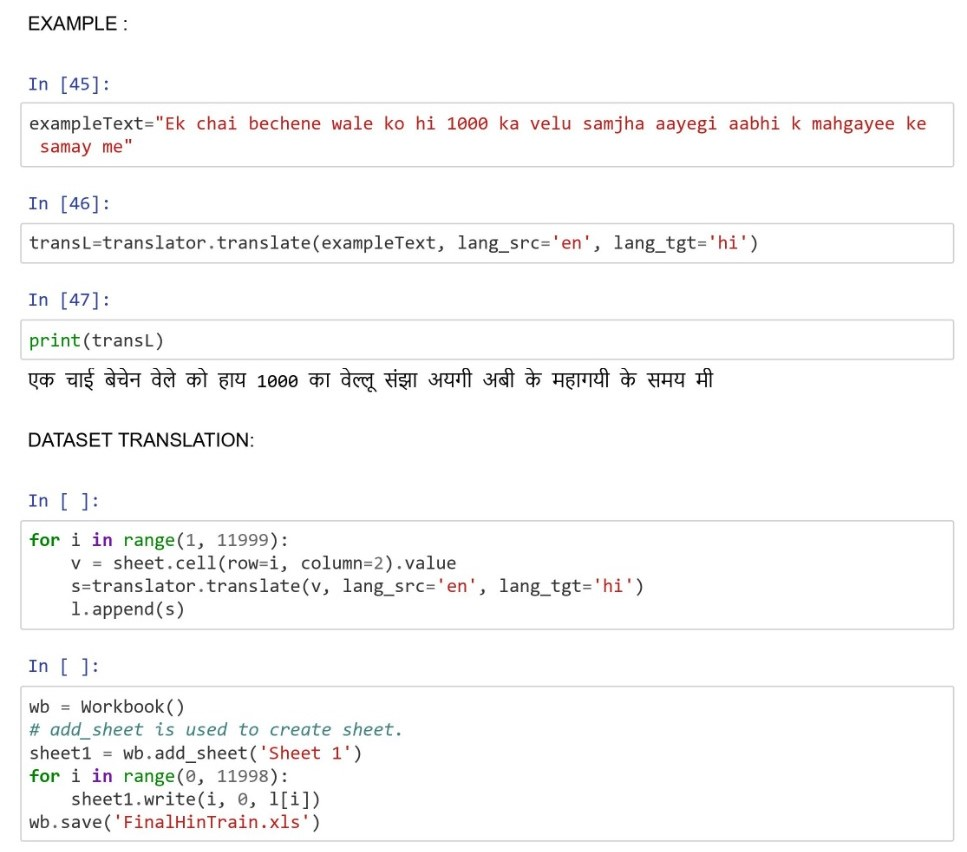 EXAMPLE :
In [45]:
exampleText="Ek chai bechene wale ko hi 1000 ka velu samjha aayegi aabhi k mahgayee ke
samay me"
In [46]:
transL=translator.translate(exampleText, lang_src='en', lang_tgt='hi')
In [47]:
print(transL)
एक चाई बेचेन वेले को हाय 1000 का वेल्लू संझा अयगी अबी के महागयी के समय मी
DATASET TRANSLATION:
In [ ]:
for i in range(1, 11999):
    v = sheet.cell(row=i, column=2).value
    s=translator.translate(v, lang_src='en', lang_tgt='hi')
    l.append(s)
In [ ]:
wb = Workbook()
# add_sheet is used to create sheet.
sheet1 = wb.add_sheet('Sheet 1')
for i in range(0, 11998):
    sheet1.write(i, 0, l[i])
wb.save('FinalHinTrain.xls')